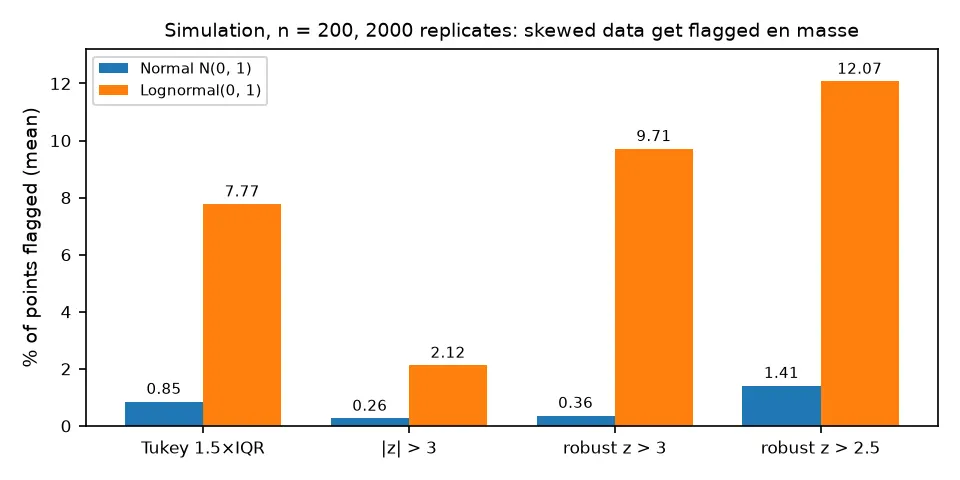 Simulation, n = 200, 2000 replicates: skewed data get flagged en masse
Normal N(0, 1)
Lognormal(0, 1)
% of points flagged (mean)
12
10
8
6
4
2
0
0.85
7.77
0.26
2.12
0.36
9.71
1.41
12.07
Tukey 1.5×IQR
|z| > 3
robust z > 3
robust z > 2.5